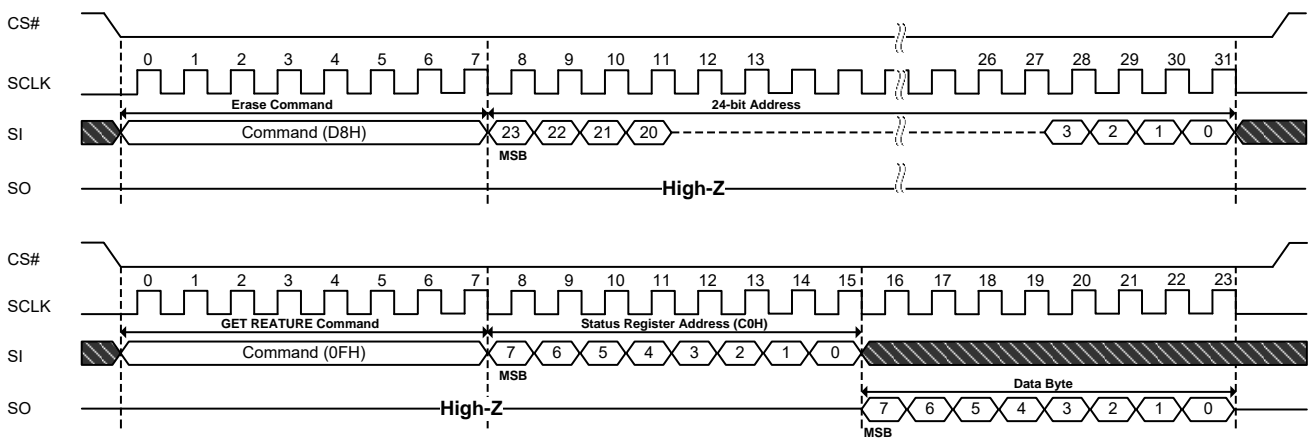 CS#
0 1 2 3 4 5 6 7 8 9 10 11 12 13 26 27 28 29 30 31
SCLK
Erase Command 24-bit Address
SI Command (D8H) 23 22 21 20 3 2 1 0
MSB
SO High-Z
CS#
0 1 2 3 4 5 6 7 8 9 10 11 12 13 14 15 16 17 18 19 20 21 22 23
SCLK
GET REATURE Command Status Register Address (C0H)
SI Command (0FH) 7 6 5 4 3 2 1 0
MSB Data Byte
SO High-Z 7 6 5 4 3 2 1 0
MSB